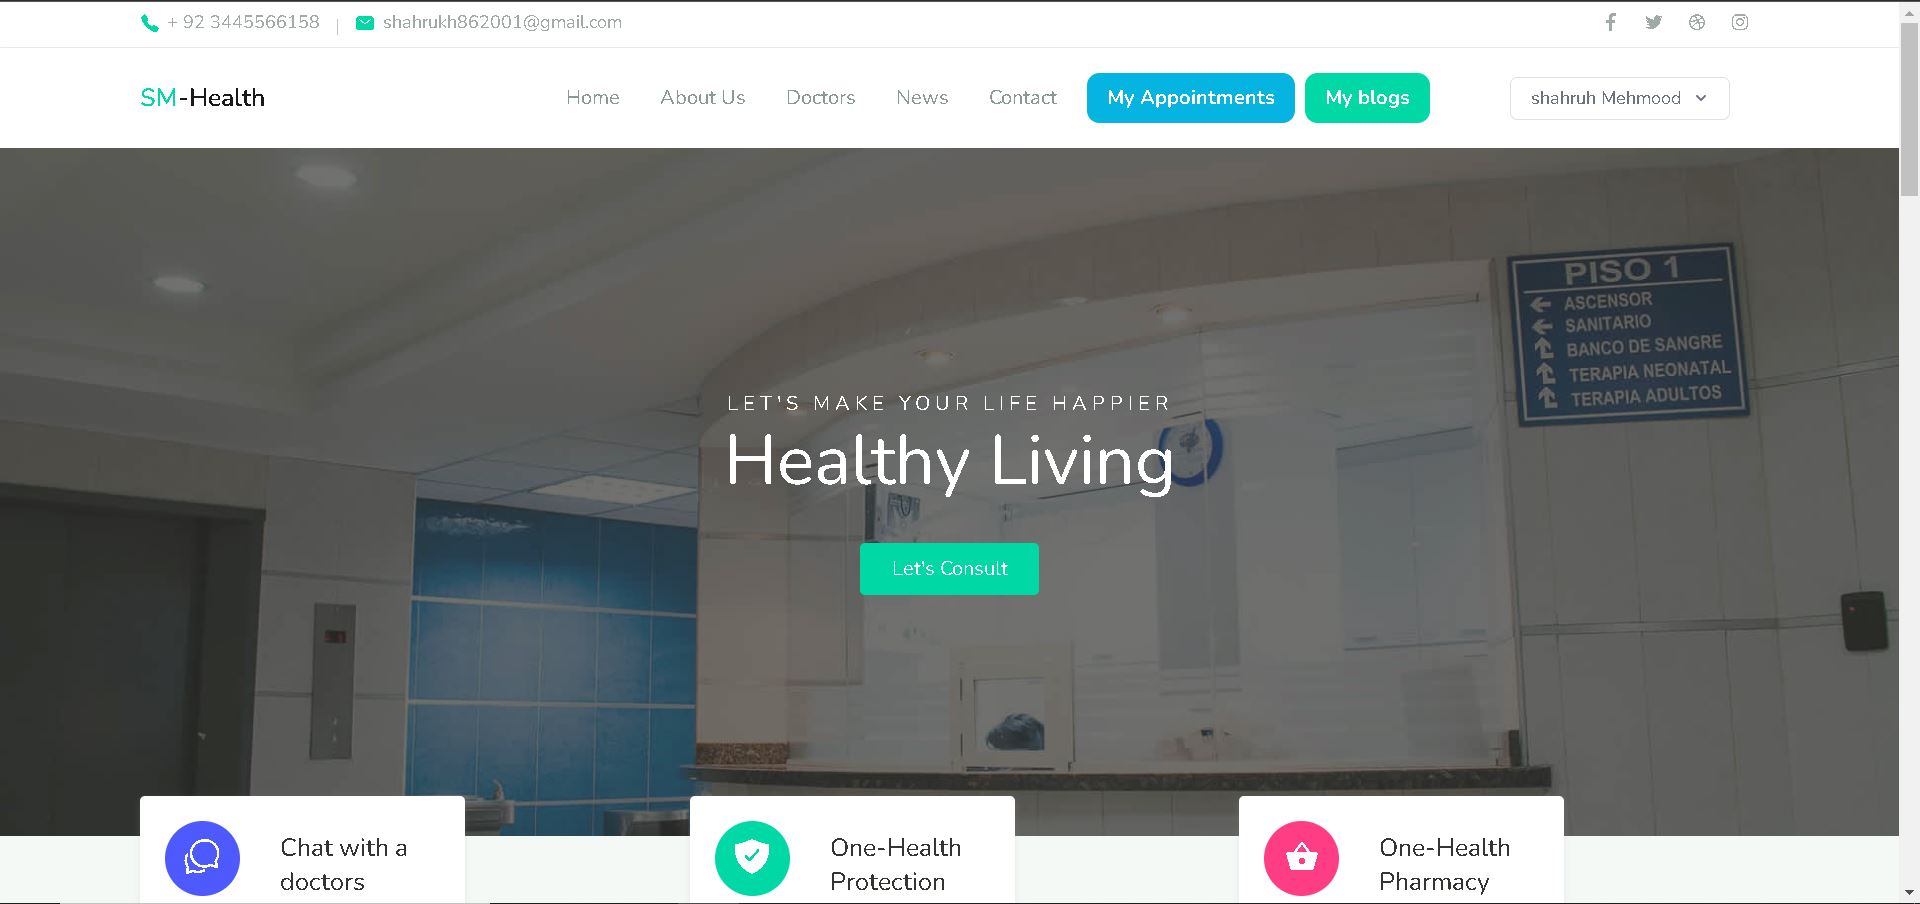 + 92 3445566158 | shahrukh862001@gmail.com
SM-Health
Home About Us Doctors News Contact My Appointments My blogs shahruh Mehmood
PISO 1
ASCENSOR
SANITARIO
BANCO DE SANGRE
TERAPIA NEONATAL
TERAPIA ADULTOS
LET'S MAKE YOUR LIFE HAPPIER
Healthy Living
Let's Consult
Chat with a
doctors
One-Health
Protection
One-Health
Pharmacy